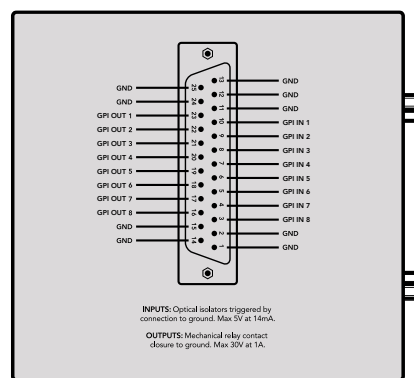 GND 25
GND 24
GPI OUT 1 23
GPI OUT 2 22
GPI OUT 3 21
GPI OUT 4 20
GPI OUT 5 19
GPI OUT 6 18
GPI OUT 7 17
GPI OUT 8 16
GND 15
GND 14
13 GND
12 GND
11 GND
10 GPI IN 1
9 GPI IN 2
8 GPI IN 3
7 GPI IN 4
6 GPI IN 5
5 GPI IN 6
4 GPI IN 7
3 GPI IN 8
2 GND
1 GND
INPUTS: Optical isolators triggered by
connection to ground. Max 5V at 14mA.
OUTPUTS: Mechanical relay contact
closure to ground. Max 30V at 1A.